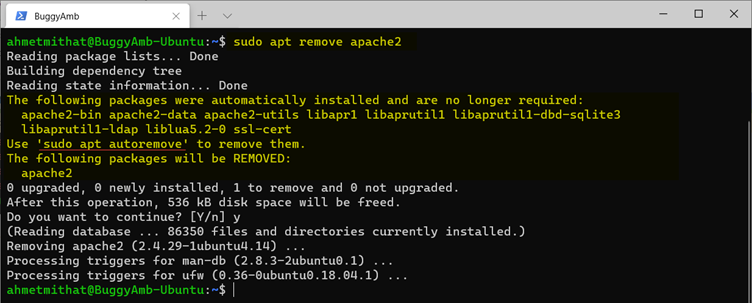 BuggyAmb
ahmetmithat@BuggyAmb-Ubuntu:~$ sudo apt remove apache2
Reading package lists... Done
Building dependency tree
Reading state information... Done
The following packages were automatically installed and are no longer required:
  apache2-bin apache2-data apache2-utils libapr1 libaprutil1 libaprutil1-dbd-sqlite3
  libaprutil1-ldap liblua5.2-0 ssl-cert
Use 'sudo apt autoremove' to remove them.
The following packages will be REMOVED:
  apache2
0 upgraded, 0 newly installed, 1 to remove and 0 not upgraded.
After this operation, 536 kB disk space will be freed.
Do you want to continue? [Y/n] y
(Reading database ... 86350 files and directories currently installed.)
Removing apache2 (2.4.29-1ubuntu4.14) ...
Processing triggers for man-db (2.8.3-2ubuntu0.1) ...
Processing triggers for ufw (0.36-0ubuntu0.18.04.1) ...
ahmetmithat@BuggyAmb-Ubuntu:~$